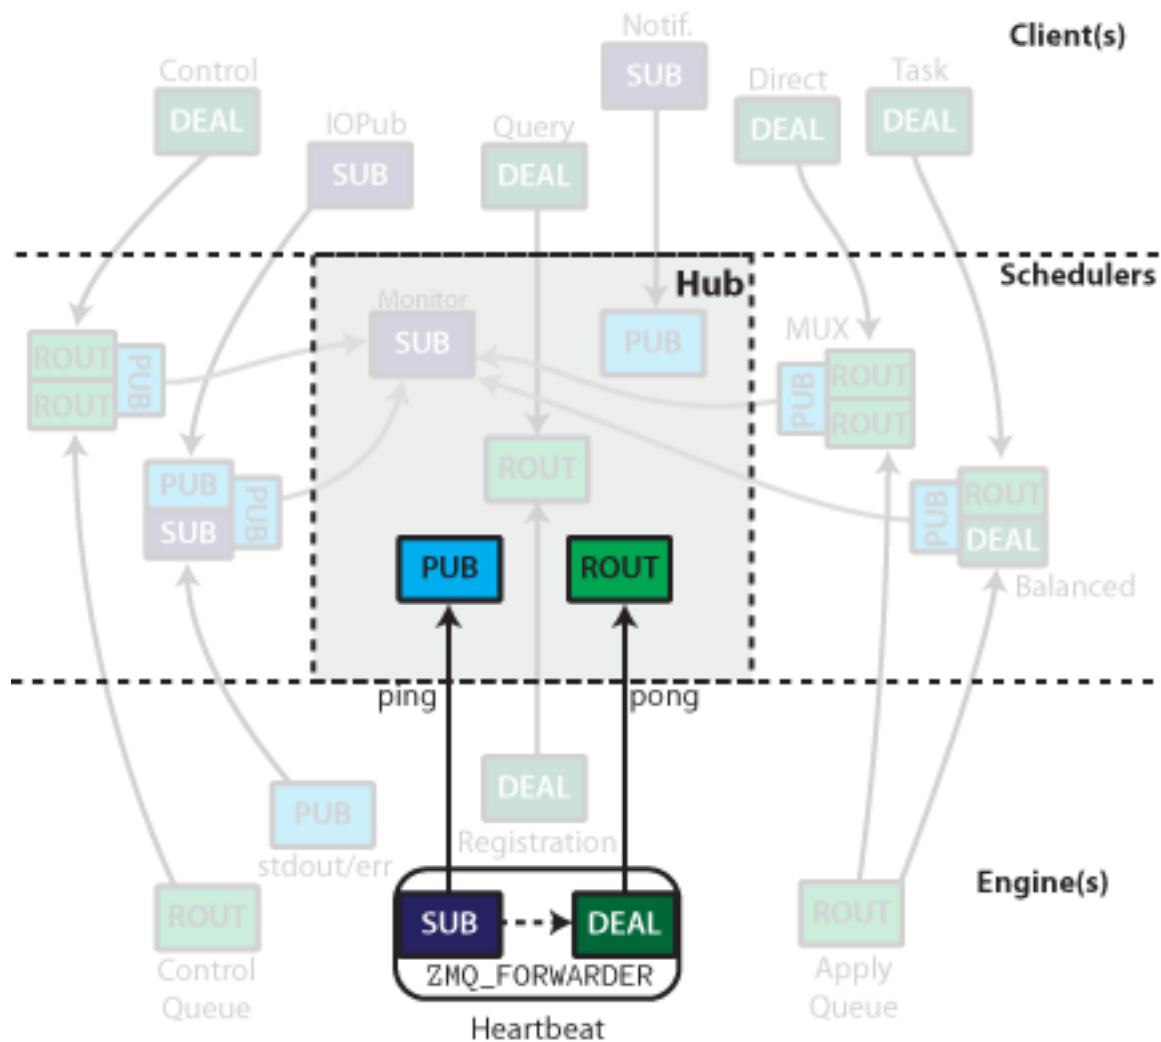 Notif.
Client(s)
Control
SUB
Direct
Task
DEAL
IOPub
Query
DEAL
DEAL
SUB
DEAL
Hub
Schedulers
Monitor
SUB
PUB
MUX
ROUT
ROUT
PUB
PUB
ROUT
ROUT
ROUT
PUB
SUB
PUB
PUB
ROUT
DEAL
PUB
ROUT
Balanced
ping
pong
DEAL
PUB
Registration
stdout/err
Engine(s)
ROUT
SUB
DEAL
ROUT
ZMQ_FORWARDER
Control
Queue
Apply
Queue
Heartbeat